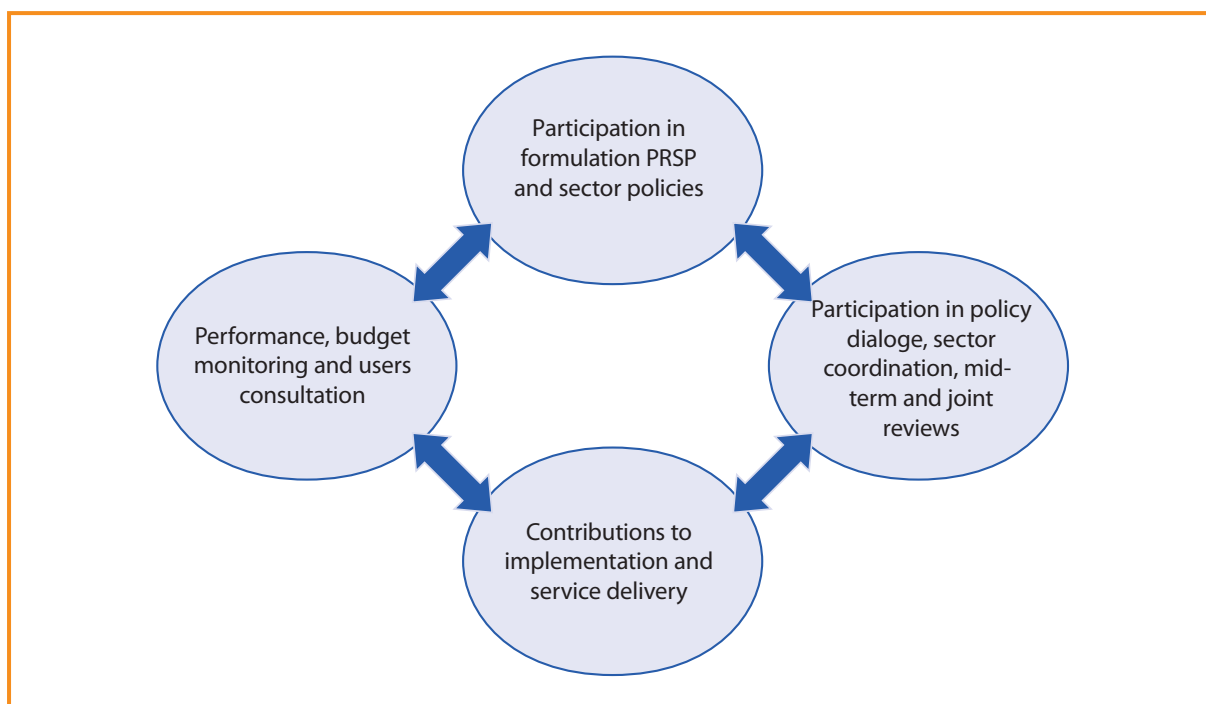 Participation in
formulation PRSP
and sector policies
Performance, budget
monitoring and users
consultation
Participation in policy
dialoge, sector
coordination, mid-
term and joint
reviews
Contributions to
implementation and
service delivery